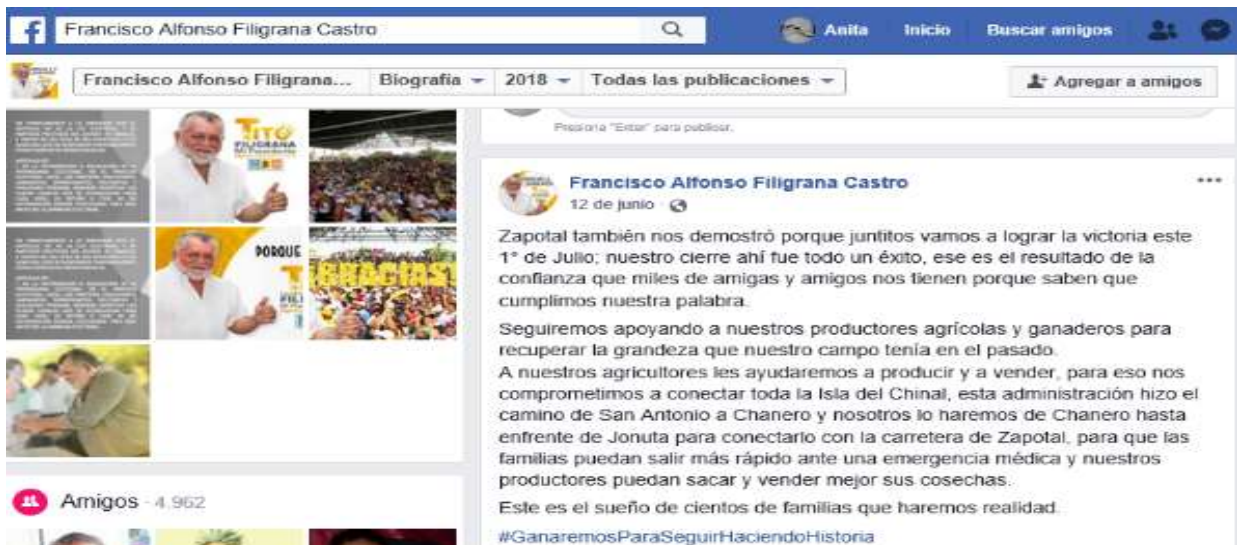 Francisco Alfonso Filigrana Castro
Anita
Inicio
Buscar amigos
Francisco Alfonso Filigrana...
Biografía
2018
Todas las publicaciones
Agregar a amigos
Presiona "Enter" para publicar.
TITO
FILIGRANA
PORQUE
¡GRACIAS!
Francisco Alfonso Filigrana Castro
12 de junio
Zapotal también nos demostró porque juntitos vamos a lograr la victoria este
1° de Julio; nuestro cierre ahí fue todo un éxito, ese es el resultado de la
confianza que miles de amigas y amigos nos tienen porque saben que
cumplimos nuestra palabra.
Seguiremos apoyando a nuestros productores agrícolas y ganaderos para
recuperar la grandeza que nuestro campo tenía en el pasado.
A nuestros agricultores les ayudaremos a producir y a vender, para eso nos
comprometimos a conectar toda la Isla del Chinal, esta administración hizo el
camino de San Antonio a Chanero y nosotros lo haremos de Chanero hasta
enfrente de Jonuta para conectarlo con la carretera de Zapotal, para que las
familias puedan salir más rápido ante una emergencia médica y nuestros
productores puedan sacar y vender mejor sus cosechas.
Este es el sueño de cientos de familias que haremos realidad.
#GanaremosParaSeguirHaciendoHistoria
Amigos · 4.962